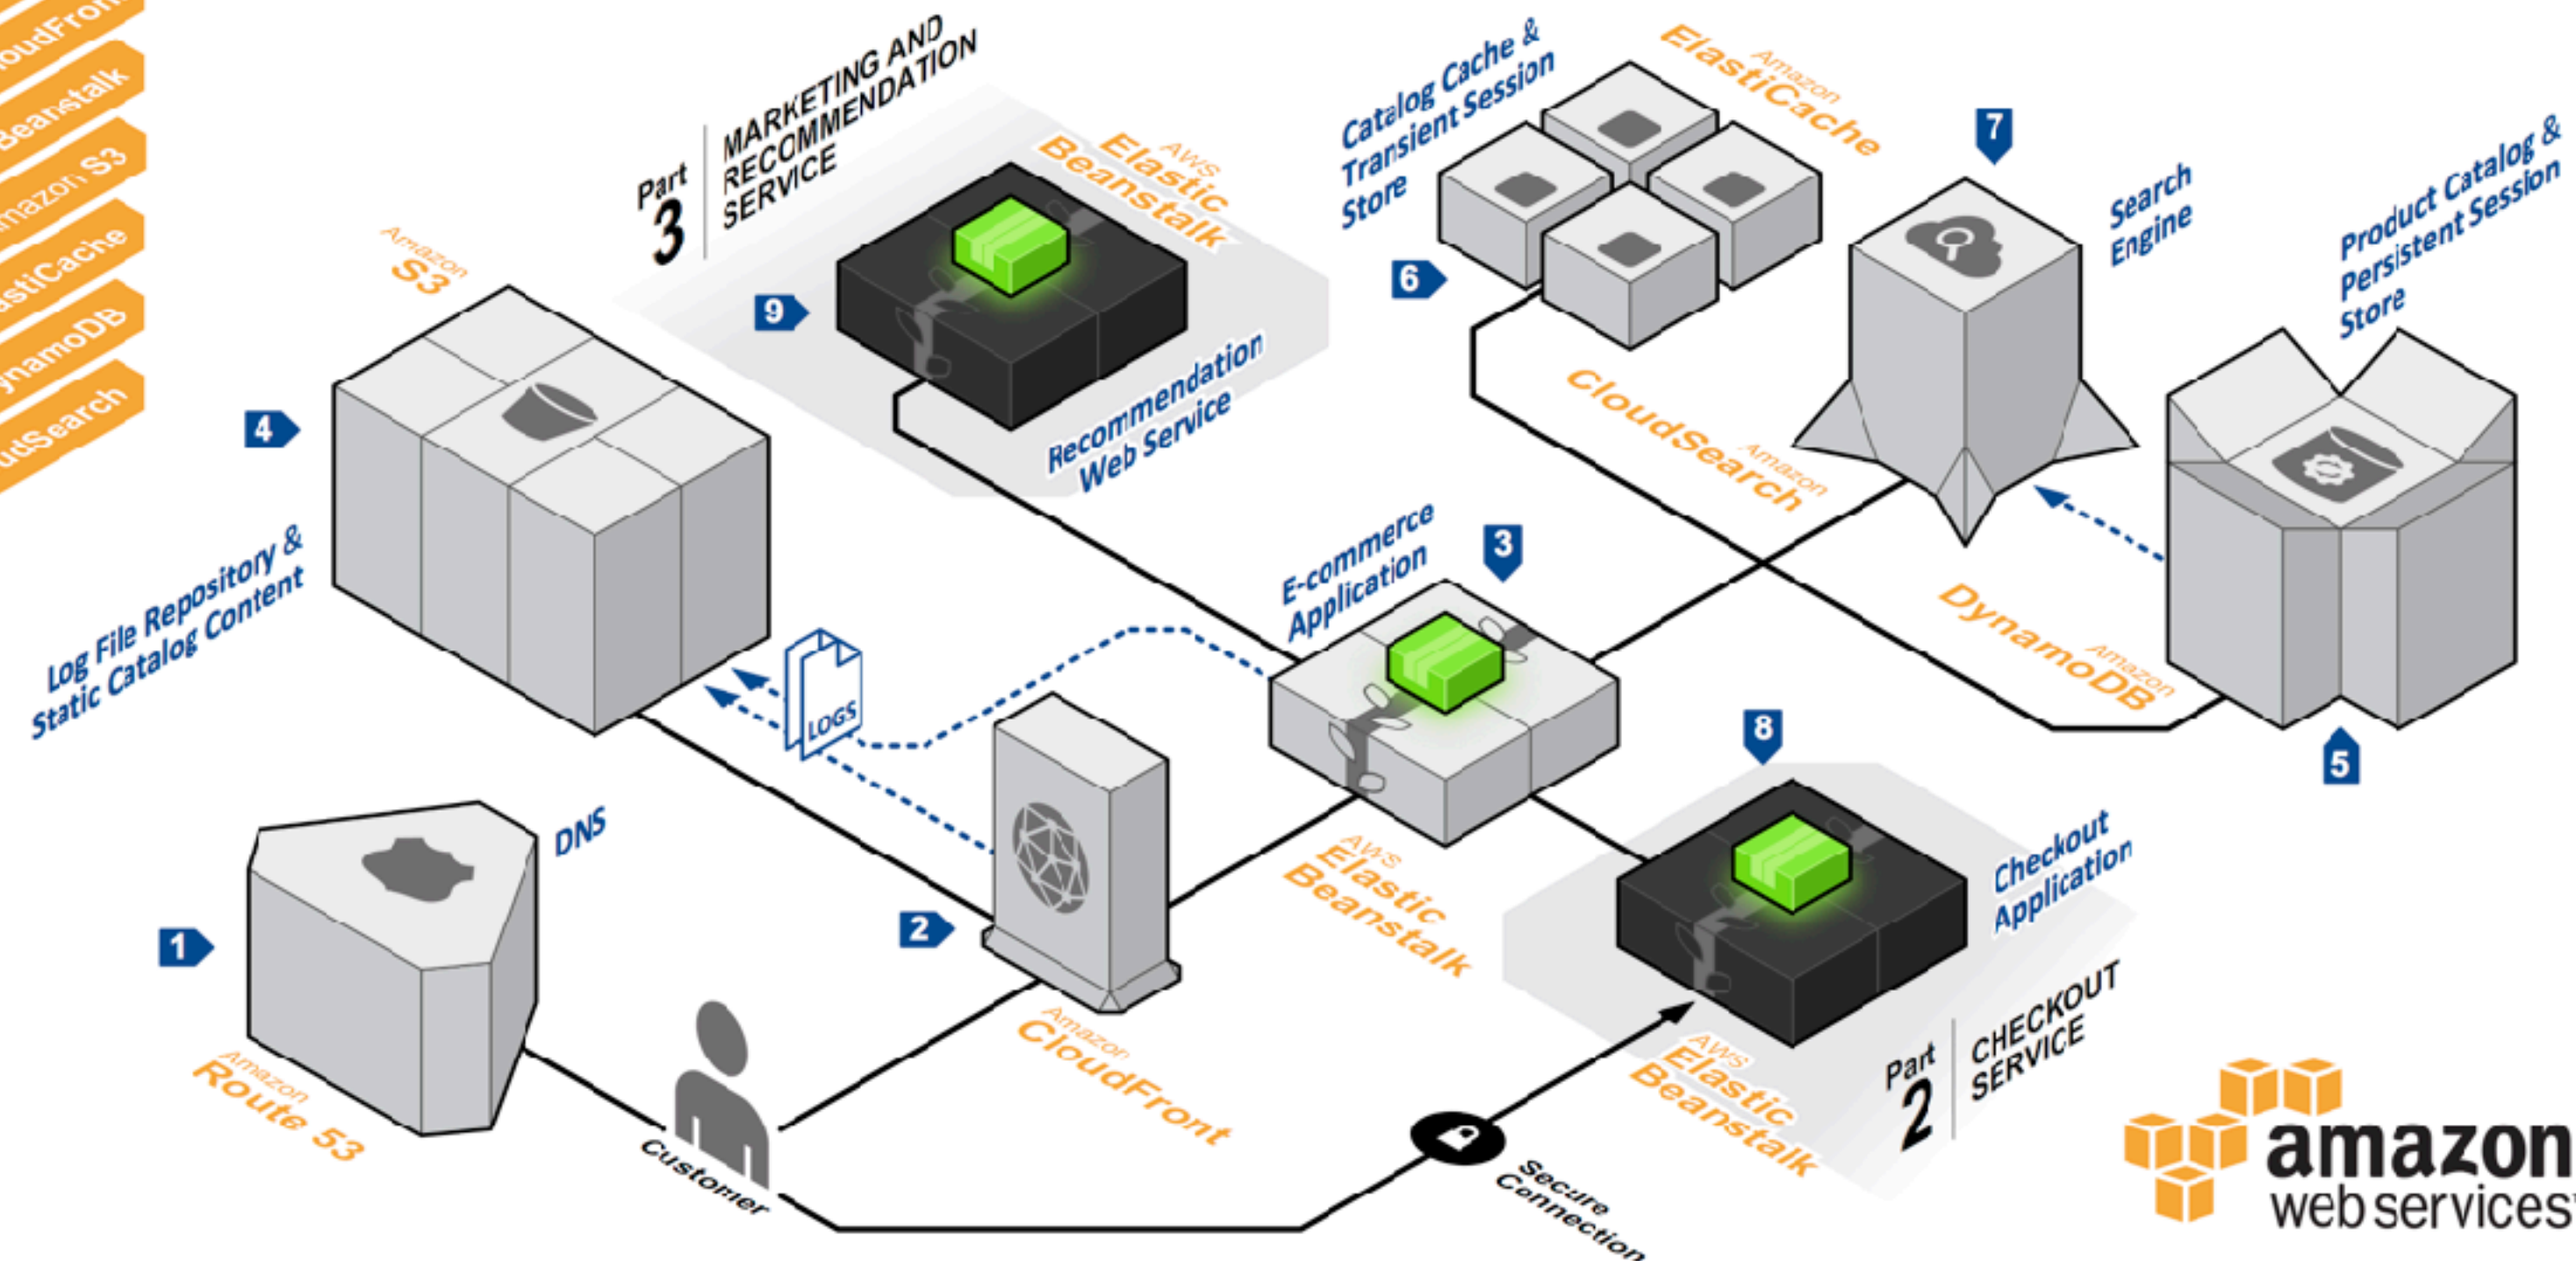 Beanstalk
S3
DynamoDB
Part
3
MARKETING AND
RECOMMENDATION
SERVICE
AWS
Elastic
Beanstalk
9
Recommendation
Web Service
Catalog Cache &
Transient Session
Store
Amazon
ElastiCache
6
7
Search
Engine
Amazon
CloudSearch
Product Catalog &
Persistent Session
Store
Amazon
DynamoDB
5
Amazon
S3
4
Log File Repository &
Static Catalog Content
LOGS
E-commerce
Application
3
AWS
Elastic
Beanstalk
8
Checkout
Application
AWS
Elastic
Beanstalk
Part
2
CHECKOUT
SERVICE
1
DNS
Amazon
Route 53
Customer
2
Amazon
CloudFront
Secure
Connection
amazon
web services